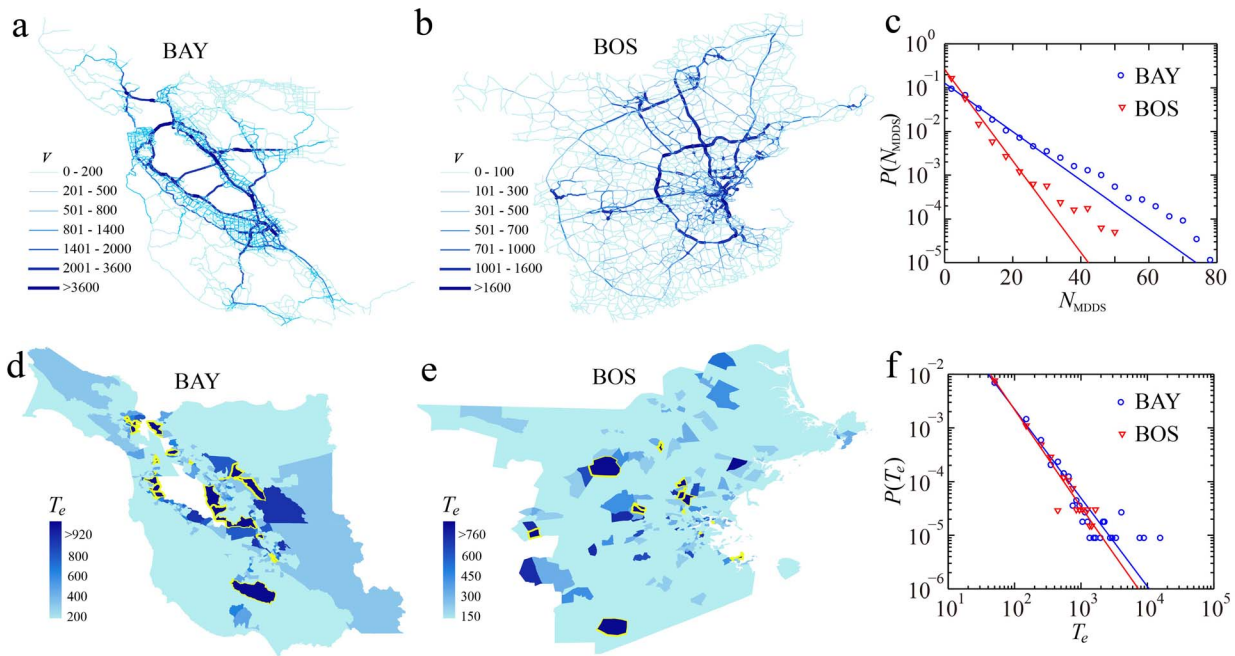 a
BAY
V
0 - 200
201 - 500
501 - 800
801 - 1400
1401 - 2000
2001 - 3600
>3600
b
BOS
V
0 - 100
101 - 300
301 - 500
501 - 700
701 - 1000
1001 - 1600
>1600
c
P(N_MDDS)
10^0
10^-1
10^-2
10^-3
10^-4
10^-5
BAY
BOS
0 20 40 60 80
N_MDDS
d
BAY
T_e
>920
800
600
400
200
e
BOS
T_e
>760
600
450
300
150
f
P(T_e)
10^-2
10^-3
10^-4
10^-5
10^-6
BAY
BOS
10^1 10^2 10^3 10^4 10^5
T_e